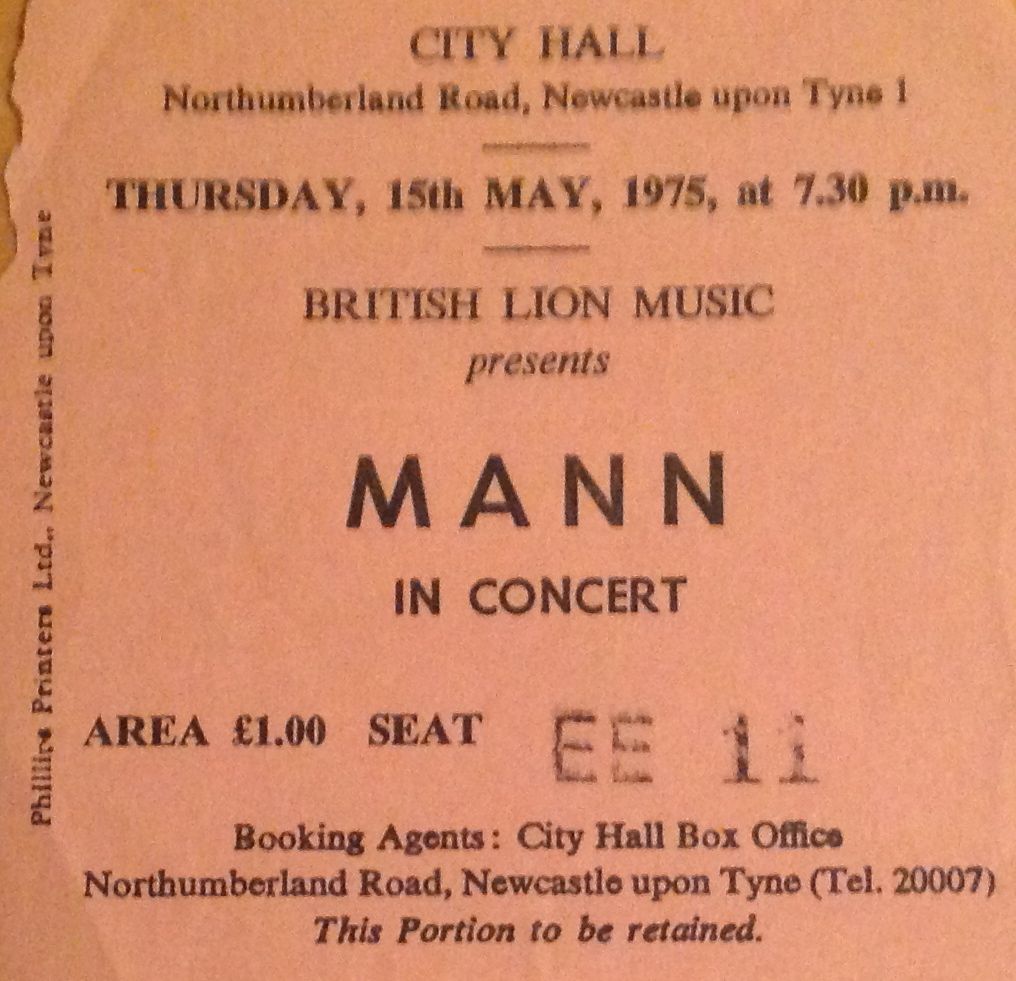 CITY HALL
Northumberland Road, Newcastle upon Tyne 1
THURSDAY, 15th MAY, 1975, at 7.30 p.m.
BRITISH LION MUSIC
presents
MANN
IN CONCERT
AREA £1.00 SEAT EE 11
Booking Agents: City Hall Box Office
Northumberland Road, Newcastle upon Tyne (Tel. 20007)
This Portion to be retained.
Phillips Printers Ltd., Newcastle upon Tyne